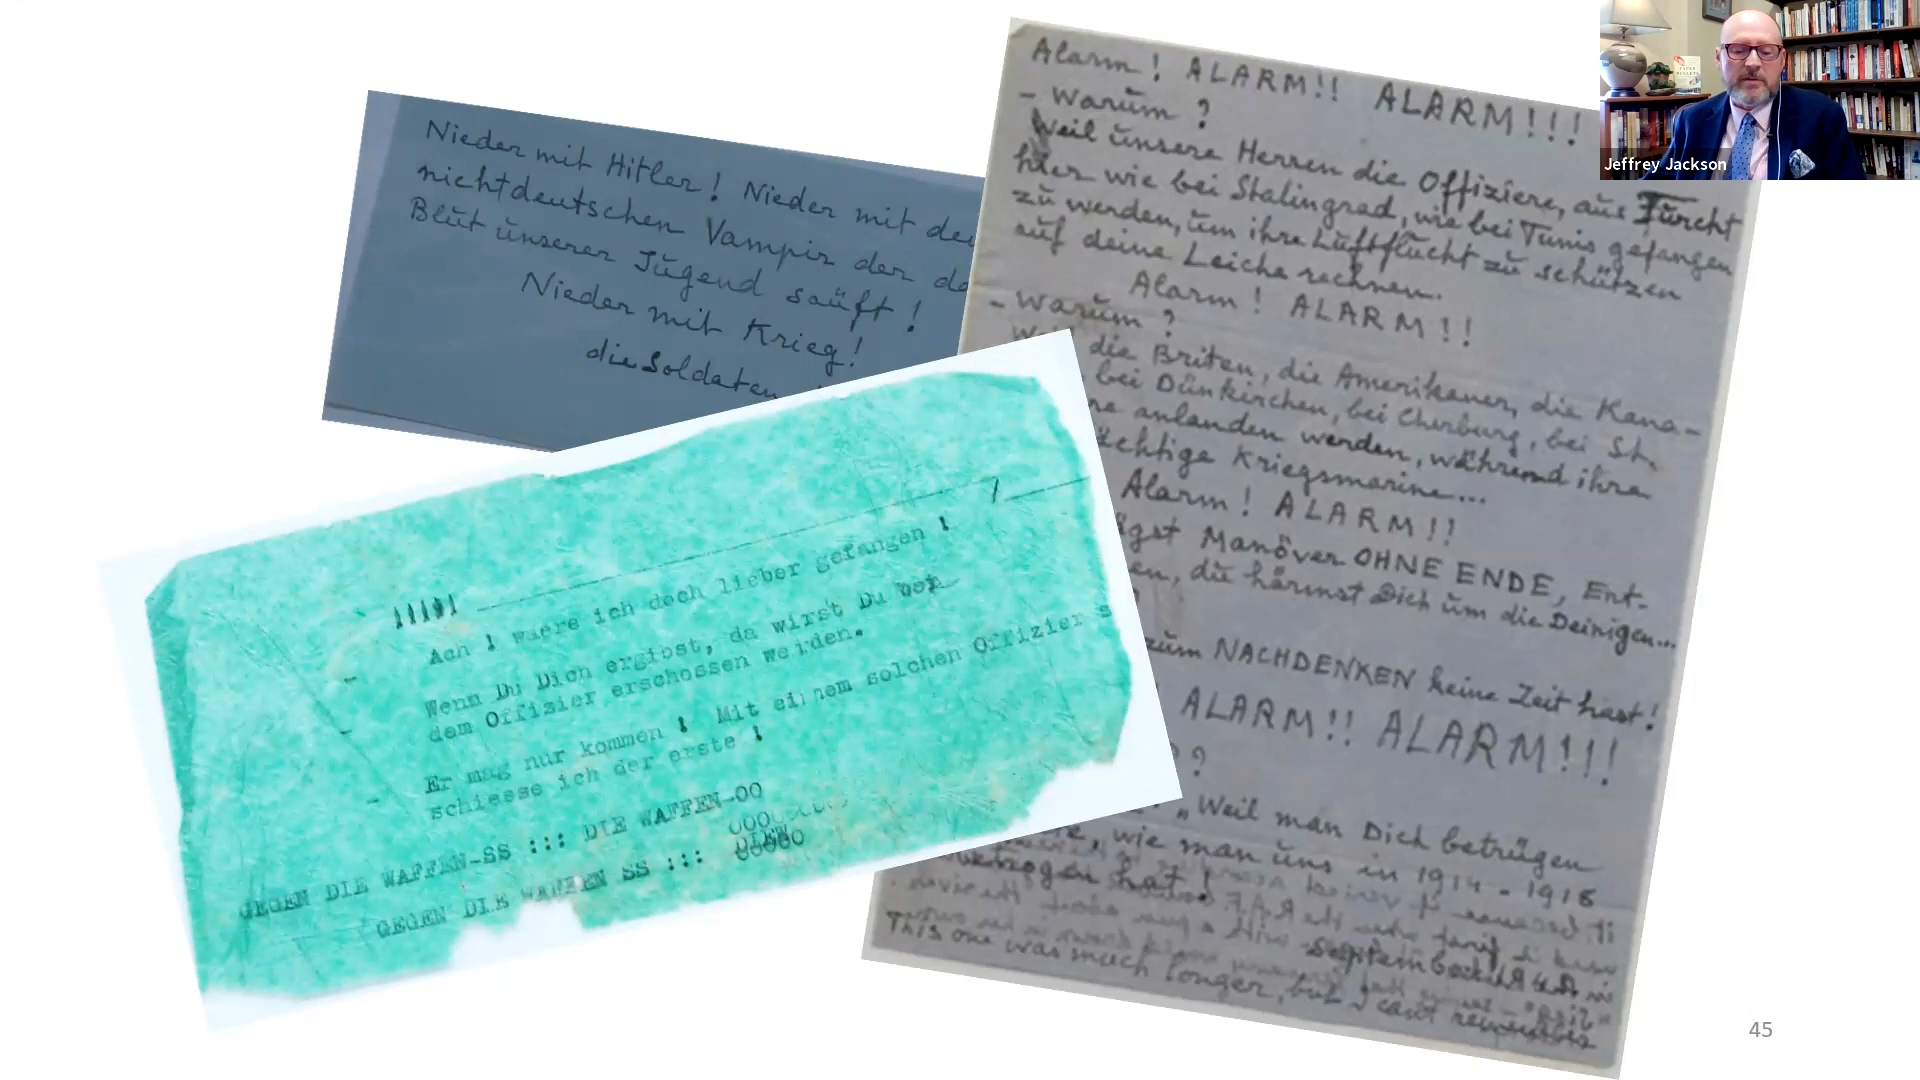 Nieder mit Hitler! Nieder mit
nichtdeutschen Vampir der
Blut unserer Jugend saüft!
Nieder mit Krieg!
die Soldaten
Alarm! ALARM!! ALARM!!!
- Warum?
Weil unsere Herren die Offiziere, aus Furcht
hier wie bei Stalingrad, wie bei Tunis gefangen
zu werden, um ihre Luftflucht zu schützen
auf deine Leiche rechnen.
Alarm! ALARM!!
- Warum?
die Briten, die Amerikaner, die Kana-
bei Dünkirchen, bei Cherburg, bei St.
anlanden werden, während ihre
Kriegsmarine...
Alarm! ALARM!!
Manöver OHNE ENDE, Ent-
die härmst Dich um die Deinigen...
zum NACHDENKEN keine Zeit hast!
ALARM!! ALARM!!!
?
"Weil man Dich betrügen
wie man uns in 1914-1918
betrogen hat!
This one was much longer, but I can't remember
Ach ! waere ich doch lieber gefangen !
- Wenn Du Dich ergibst, da wirst Du von
dem Offizier erschossen werden.
- Er mag nur kommen ! Mit einem solchen Offizier
schiesse ich der erste !
GEGEN DIE WAFFEN-SS ::: DIE WAFFEN-OO
GEGEN DIE WAFFEN SS :::
Jeffrey Jackson
45